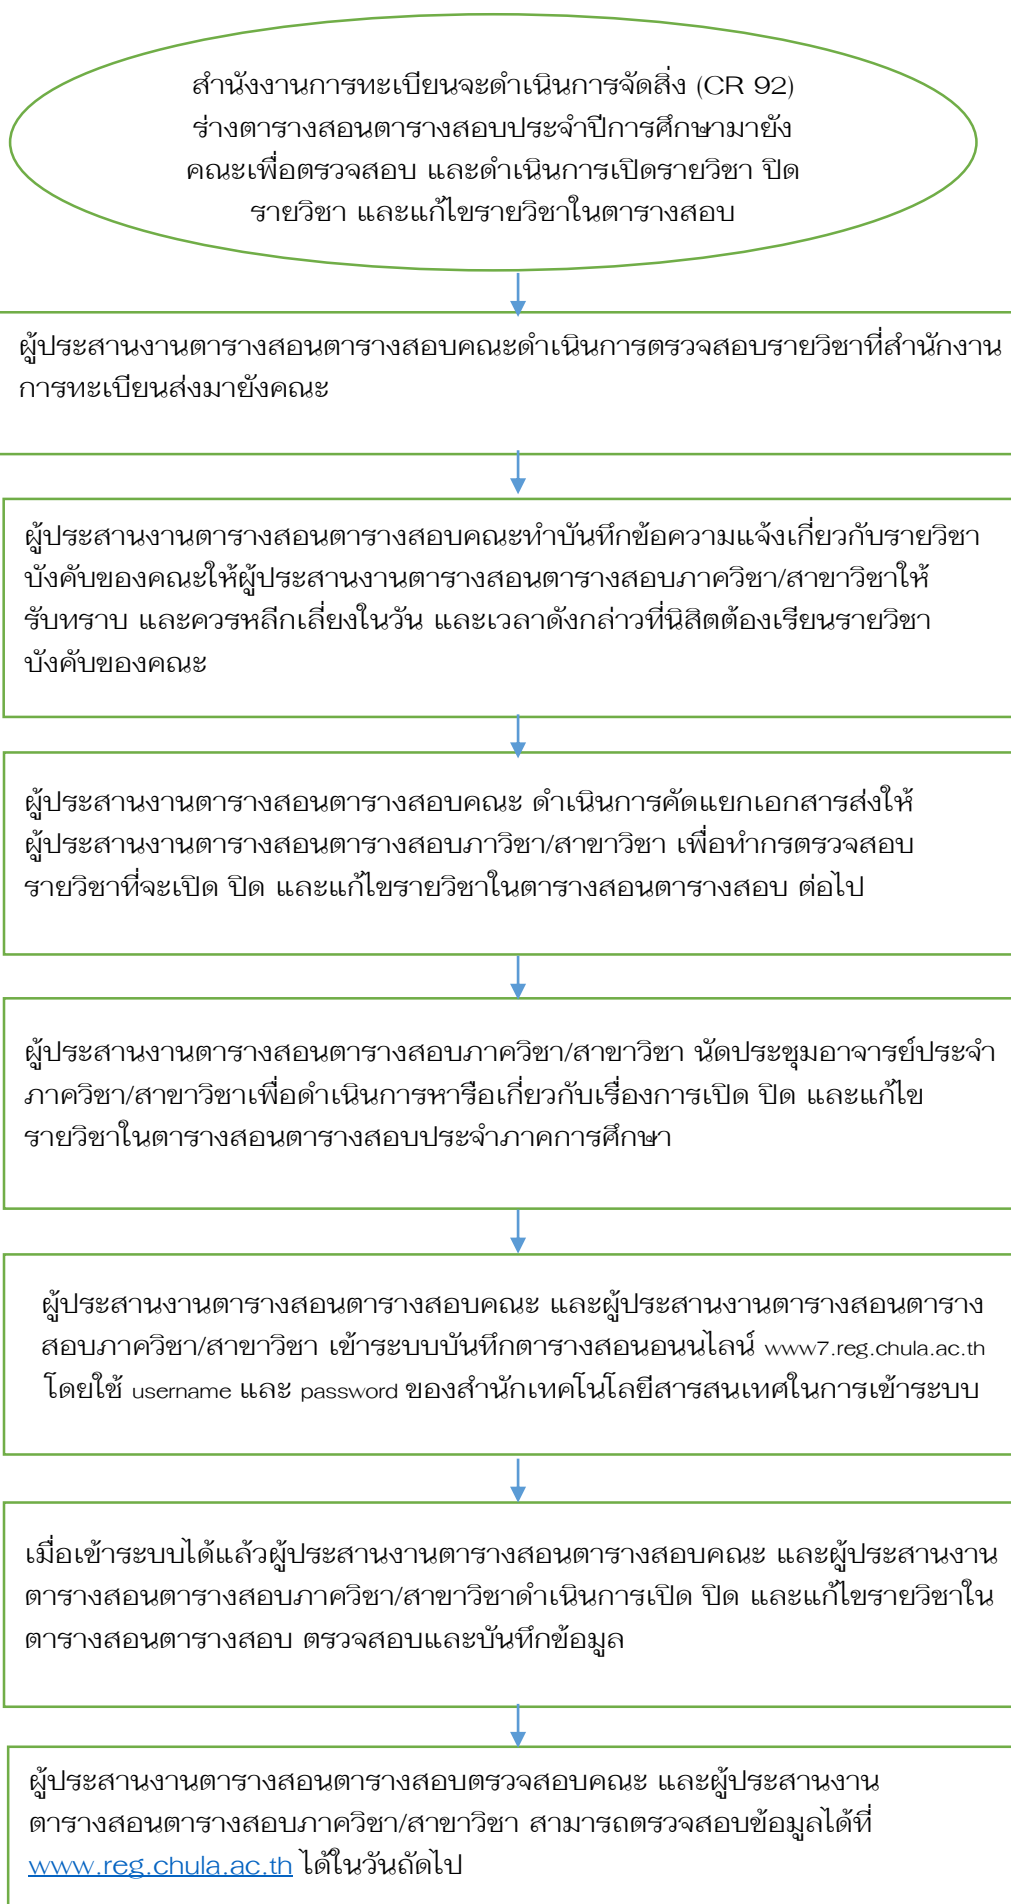 สำนังงานการทะเบียนจะดำเนินการจัดสิ่ง (CR 92)
ร่างตารางสอนตารางสอบประจำปีการศึกษามายัง
คณะเพื่อตรวจสอบ และดำเนินการเปิดรายวิชา ปิด
รายวิชา และแก้ไขรายวิชาในตารางสอบ
ผู้ประสานงานตารางสอนตารางสอบคณะดำเนินการตรวจสอบรายวิชาที่สำนักงาน
การทะเบียนส่งมายังคณะ
ผู้ประสานงานตารางสอนตารางสอบคณะทำบันทึกข้อความแจ้งเกี่ยวกับรายวิชา
บังคับของคณะให้ผู้ประสานงานตารางสอนตารางสอบภาควิชา/สาขาวิชาให้
รับทราบ และควรหลีกเลี่ยงในวัน และเวลาดังกล่าวที่นิสิตต้องเรียนรายวิชา
บังคับของคณะ
ผู้ประสานงานตารางสอนตารางสอบคณะ ดำเนินการคัดแยกเอกสารส่งให้
ผู้ประสานงานตารางสอนตารางสอบภาวิชา/สาขาวิชา เพื่อทำกรตรวจสอบ
รายวิชาที่จะเปิด ปิด และแก้ไขรายวิชาในตารางสอนตารางสอบ ต่อไป
ผู้ประสานงานตารางสอนตารางสอบภาควิชา/สาขาวิชา นัดประชุมอาจารย์ประจำ
ภาควิชา/สาขาวิชาเพื่อดำเนินการหารือเกี่ยวกับเรื่องการเปิด ปิด และแก้ไข
รายวิชาในตารางสอนตารางสอบประจำภาคการศึกษา
ผู้ประสานงานตารางสอนตารางสอบคณะ และผู้ประสานงานตารางสอนตาราง
สอบภาควิชา/สาขาวิชา เข้าระบบบันทึกตารางสอนอนนไลน์ www7.reg.chula.ac.th
โดยใช้ username และ password ของสำนักเทคโนโลยีสารสนเทศในการเข้าระบบ
เมื่อเข้าระบบได้แล้วผู้ประสานงานตารางสอนตารางสอบคณะ และผู้ประสานงาน
ตารางสอนตารางสอบภาควิชา/สาขาวิชาดำเนินการเปิด ปิด และแก้ไขรายวิชาใน
ตารางสอนตารางสอบ ตรวจสอบและบันทึกข้อมูล
ผู้ประสานงานตารางสอนตารางสอบตรวจสอบคณะ และผู้ประสานงาน
ตารางสอนตารางสอบภาควิชา/สาขาวิชา สามารถตรวจสอบข้อมูลได้ที่
www.reg.chula.ac.th ได้ในวันถัดไป